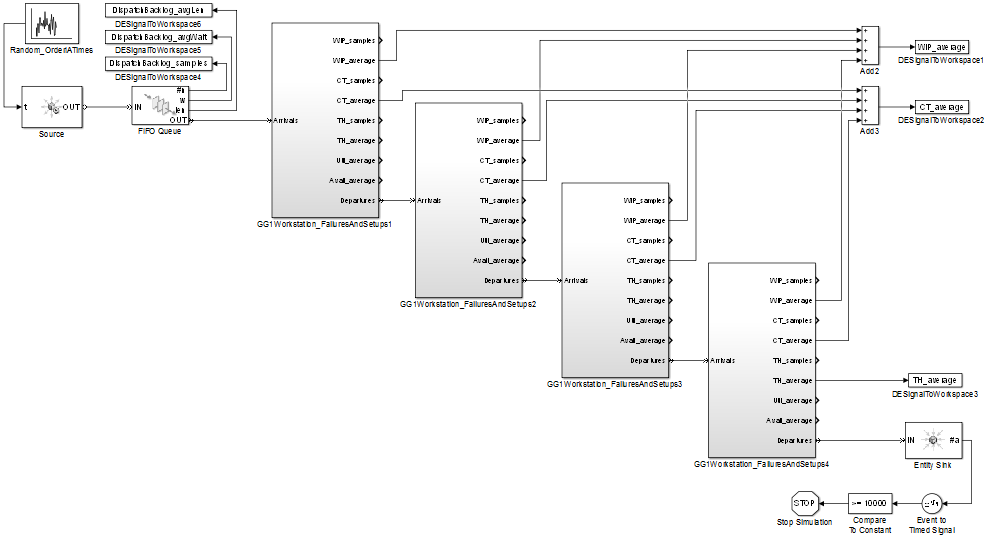 DispatchBacklog_avgLen
DESignalToWorkspace6
DispatchBacklog_avgWait
DESignalToWorkspace5
DispatchBacklog_samples
DESignalToWorkspace4
Random_OrderIATimes
t
OUT
Source
IN
#n
w
len
OUT
FIFO Queue
Arrivals
WIP_samples
WIP_average
CT_samples
CT_average
TH_samples
TH_average
Util_average
Avail_average
Departures
GG1Workstation_FailuresAndSetups1
Arrivals
WIP_samples
WIP_average
CT_samples
CT_average
TH_samples
TH_average
Util_average
Avail_average
Departures
GG1Workstation_FailuresAndSetups2
Arrivals
WIP_samples
WIP_average
CT_samples
CT_average
TH_samples
TH_average
Util_average
Avail_average
Departures
GG1Workstation_FailuresAndSetups3
Arrivals
WIP_samples
WIP_average
CT_samples
CT_average
TH_samples
TH_average
Util_average
Avail_average
Departures
GG1Workstation_FailuresAndSetups4
+
+
+
+
Add2
WIP_average
DESignalToWorkspace1
+
+
+
+
Add3
CT_average
DESignalToWorkspace2
TH_average
DESignalToWorkspace3
IN
#a
Entity Sink
STOP
Stop Simulation
>= 10000
Compare
To Constant
Event to
Timed Signal